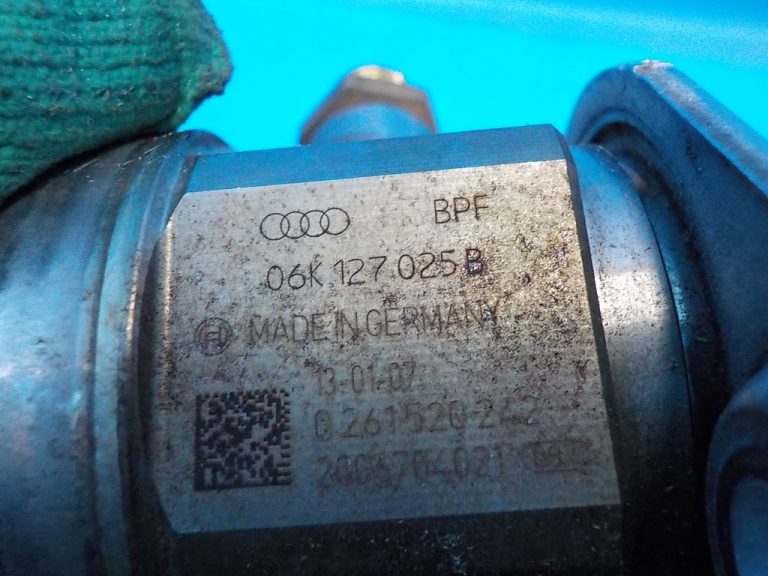 BPF
06K 127 025 B
MADE IN GERMANY
13-01-07
0 261 520 242